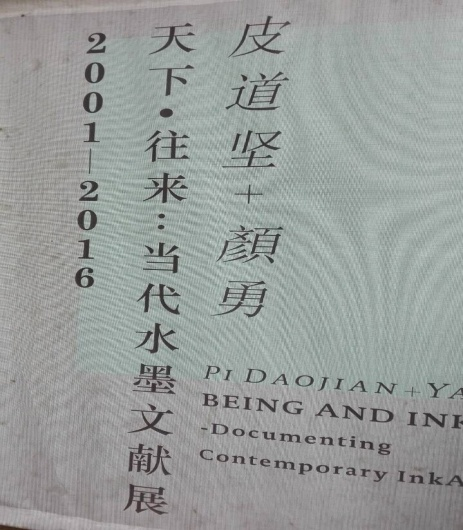 皮道坚+顏勇
天下•往来:当代水墨文献展
2001—2016
PI DAOJIAN+YA
BEING AND INK
-Documenting
Contemporary InkA